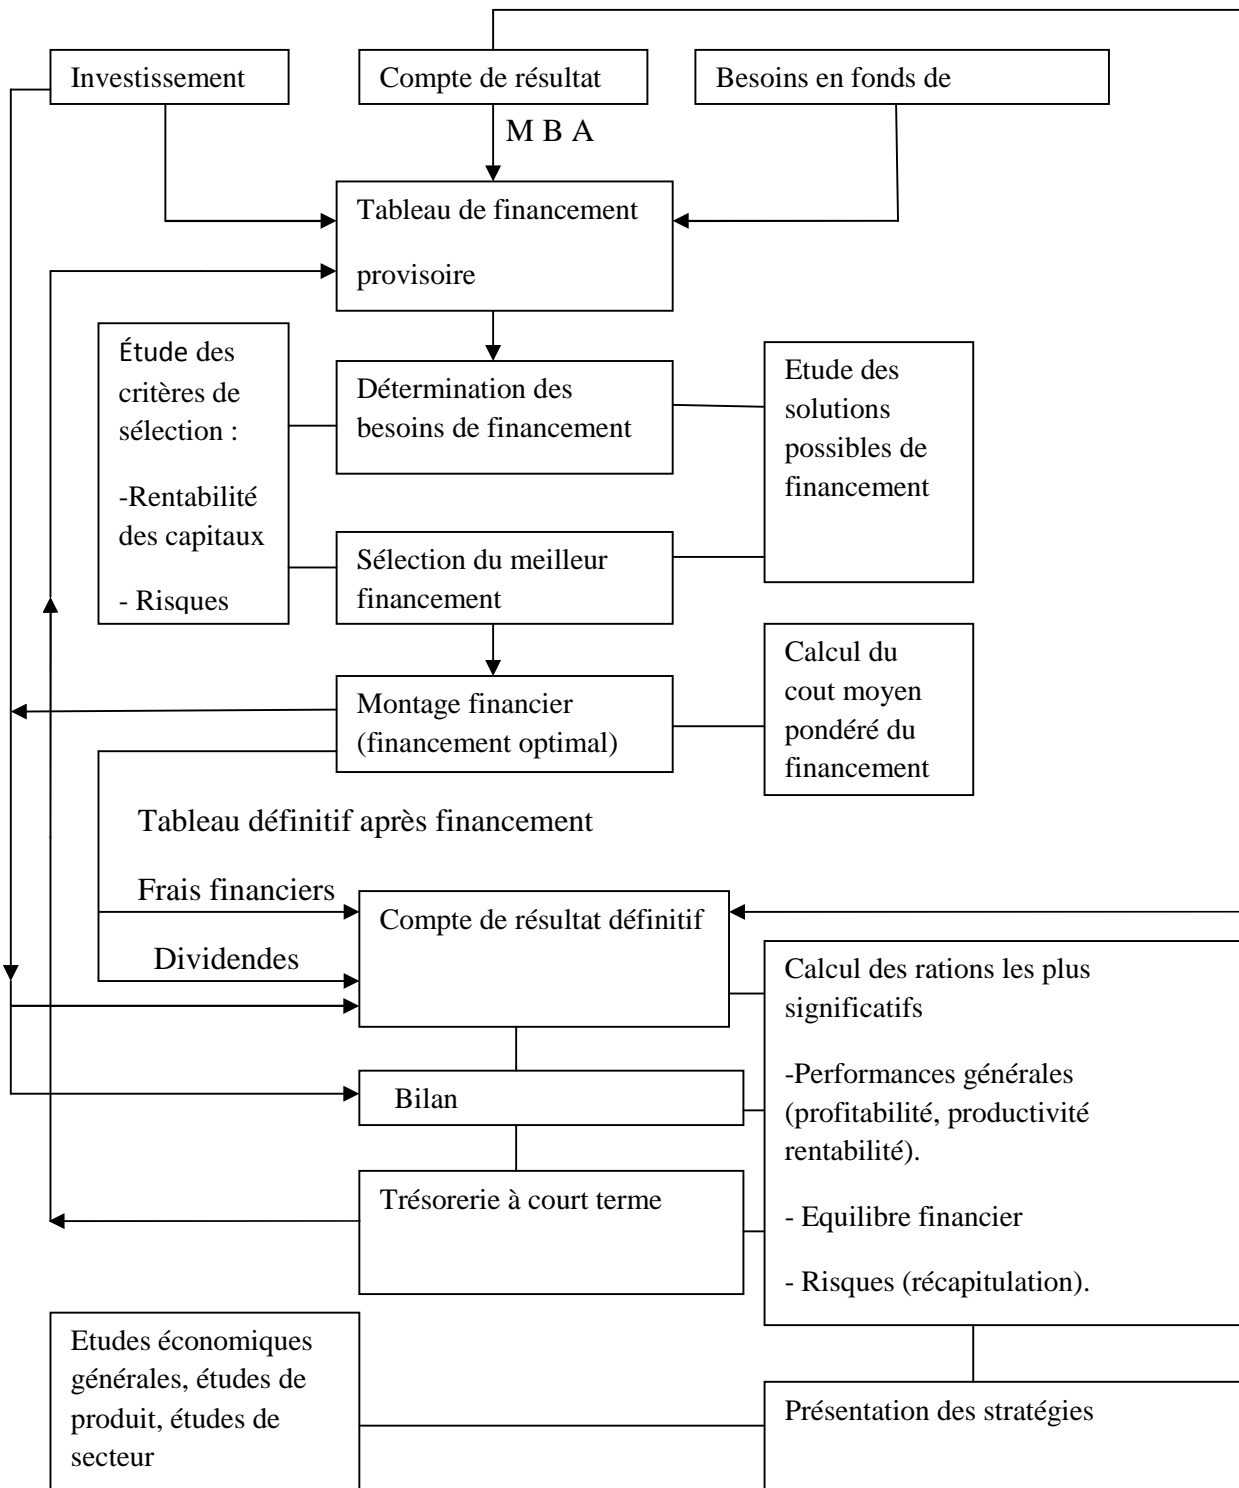 Investissement
Compte de résultat
Besoins en fonds de
M B A
Tableau de financement
provisoire
Étude des
critères de
sélection :
-Rentabilité
des capitaux
- Risques
Détermination des
besoins de financement
Etude des
solutions
possibles de
financement
Sélection du meilleur
financement
Montage financier
(financement optimal)
Calcul du
cout moyen
pondéré du
financement
Tableau définitif après financement
Frais financiers
Dividendes
Compte de résultat définitif
Calcul des rations les plus
significatifs
-Performances générales
(profitabilité, productivité
rentabilité).
- Equilibre financier
- Risques (récapitulation).
Bilan
Trésorerie à court terme
Etudes économiques
générales, études de
produit, études de
secteur
Présentation des stratégies